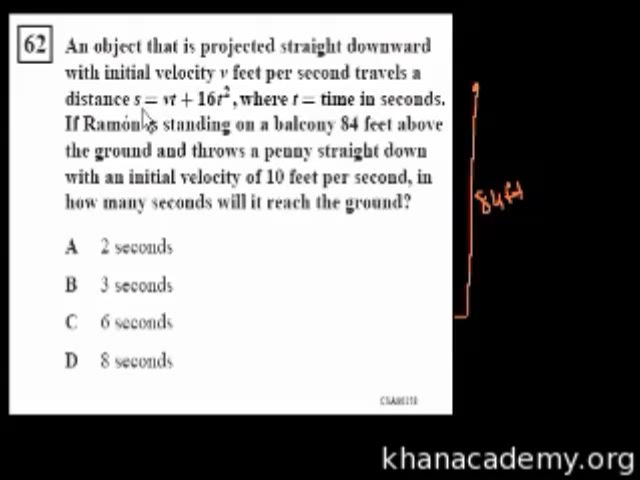 62
An object that is projected straight downward
with initial velocity v feet per second travels a
distance s = vt + 16t², where t = time in seconds.
If Ramón is standing on a balcony 84 feet above
the ground and throws a penny straight down
with an initial velocity of 10 feet per second, in
how many seconds will it reach the ground?
A 2 seconds
B 3 seconds
C 6 seconds
D 8 seconds
84 ft
khanacademy.org